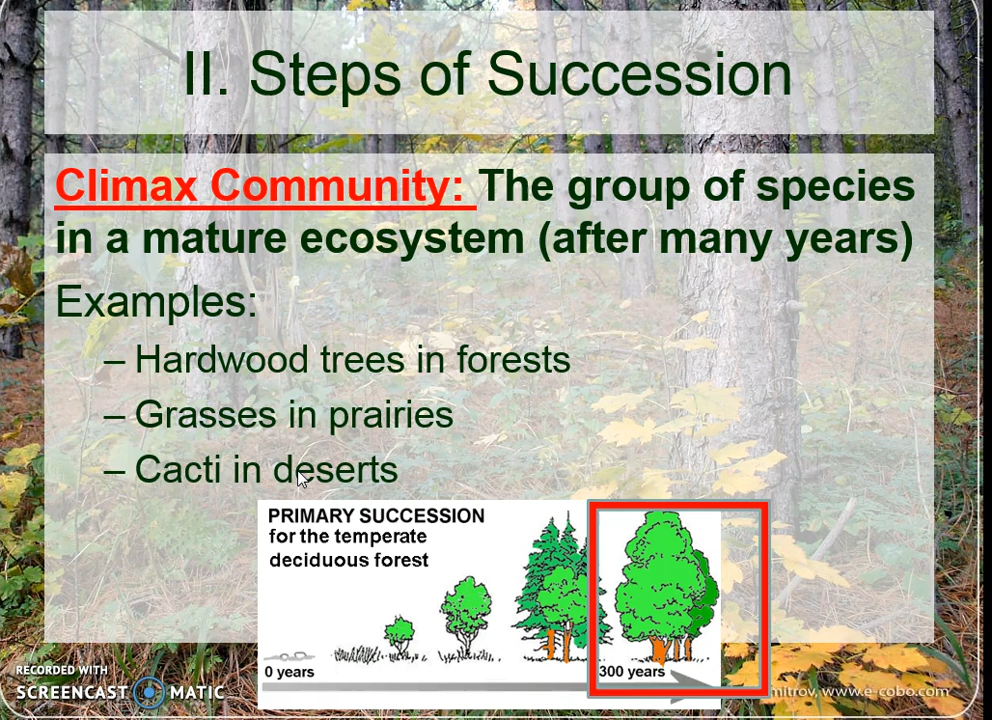 II. Steps of Succession
Climax Community: The group of species
in a mature ecosystem (after many years)
Examples:
– Hardwood trees in forests
– Grasses in prairies
– Cacti in deserts
PRIMARY SUCCESSION
for the temperate
deciduous forest
0 years
300 years
RECORDED WITH
SCREENCAST MATIC
www.e-cobo.com